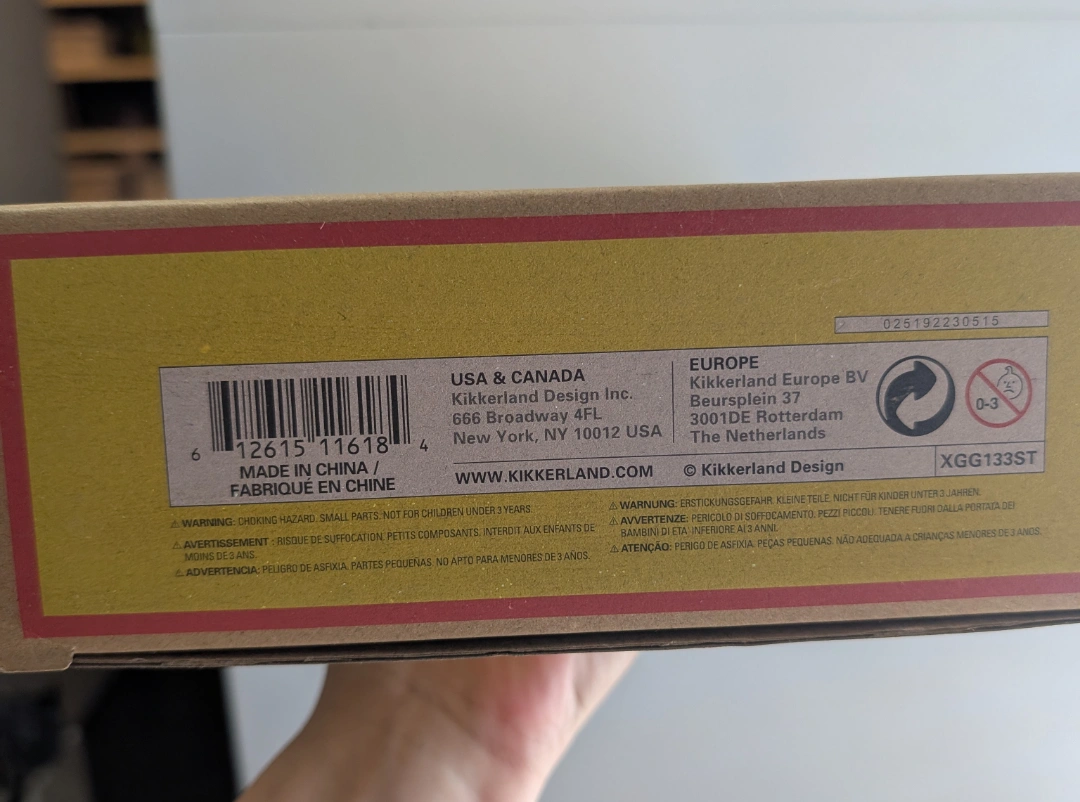 025192230515
6 12615 11618 4
MADE IN CHINA /
FABRIQUÉ EN CHINE
USA & CANADA
Kikkerland Design Inc.
666 Broadway 4FL
New York, NY 10012 USA
EUROPE
Kikkerland Europe BV
Beursplein 37
3001DE Rotterdam
The Netherlands
0-3
WWW.KIKKERLAND.COM © Kikkerland Design
XGG133ST
⚠ WARNING: CHOKING HAZARD. SMALL PARTS. NOT FOR CHILDREN UNDER 3 YEARS.
⚠ AVERTISSEMENT : RISQUE DE SUFFOCATION. PETITS COMPOSANTS. INTERDIT AUX ENFANTS DE
MOINS DE 3 ANS.
⚠ ADVERTENCIA: PELIGRO DE ASFIXIA. PARTES PEQUEÑAS. NO APTO PARA MENORES DE 3 AÑOS.
⚠ WARNUNG: ERSTICKUNGSGEFAHR. KLEINE TEILE. NICHT FÜR KINDER UNTER 3 JAHREN.
⚠ AVVERTENZE: PERICOLO DI SOFFOCAMENTO. PEZZI PICCOLI. TENERE FUORI DALLA PORTATA DEI
BAMBINI DI ETA' INFERIORE AI 3 ANNI.
⚠ ATENÇÃO: PERIGO DE ASFIXIA. PEÇAS PEQUENAS. NÃO ADEQUADA A CRIANÇAS MENORES DE 3 ANOS.